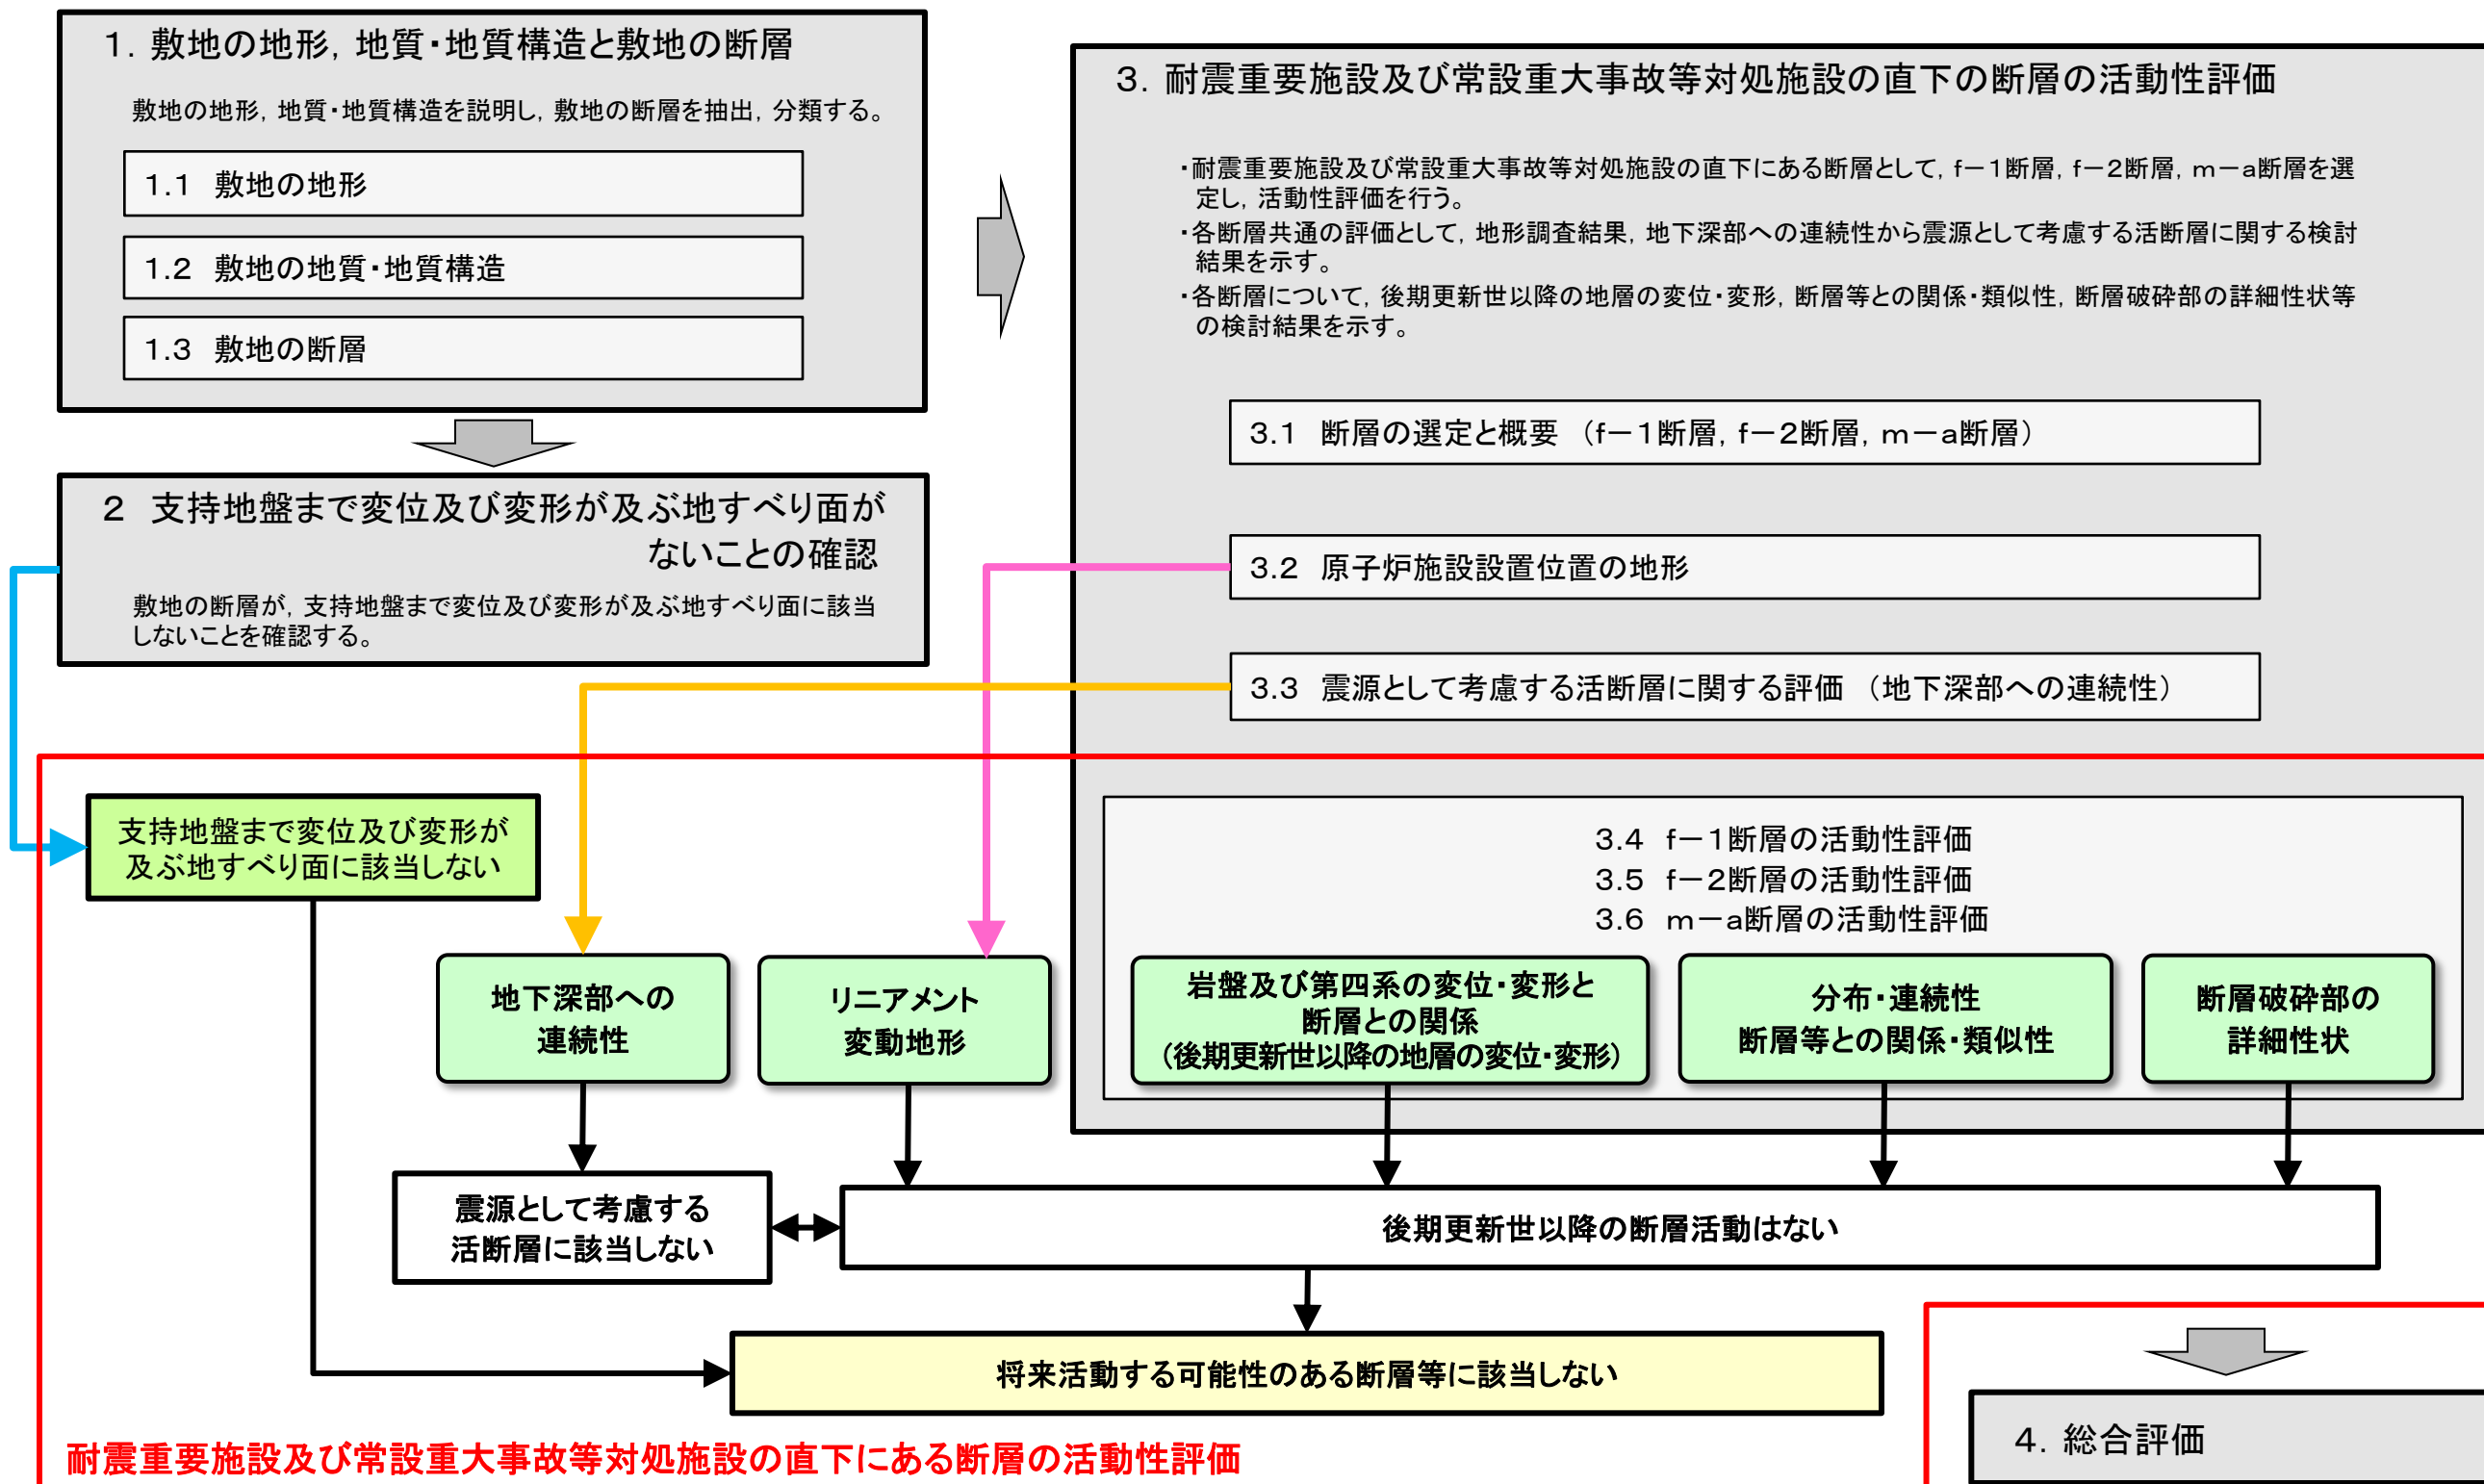 1. 敷地の地形, 地質・地質構造と敷地の断層
敷地の地形, 地質・地質構造を説明し, 敷地の断層を抽出, 分類する。
1.1 敷地の地形
1.2 敷地の地質・地質構造
1.3 敷地の断層
2 支持地盤まで変位及び変形が及ぶ地すべり面が
ないことの確認
敷地の断層が, 支持地盤まで変位及び変形が及ぶ地すべり面に該当
しないことを確認する。
3. 耐震重要施設及び常設重大事故等対処施設の直下の断層の活動性評価
・耐震重要施設及び常設重大事故等対処施設の直下にある断層として, f－1断層, f－2断層, m－a断層を選
定し, 活動性評価を行う。
・各断層共通の評価として, 地形調査結果, 地下深部への連続性から震源として考慮する活断層に関する検討
結果を示す。
・各断層について, 後期更新世以降の地層の変位・変形, 断層等との関係・類似性, 断層破砕部の詳細性状等
の検討結果を示す。
3.1 断層の選定と概要 (f－1断層, f－2断層, m－a断層)
3.2 原子炉施設設置位置の地形
3.3 震源として考慮する活断層に関する評価 (地下深部への連続性)
支持地盤まで変位及び変形が
及ぶ地すべり面に該当しない
3.4 f－1断層の活動性評価
3.5 f－2断層の活動性評価
3.6 m－a断層の活動性評価
地下深部への
連続性
リニアメント
変動地形
岩盤及び第四系の変位・変形と
断層との関係
(後期更新世以降の地層の変位・変形)
分布・連続性
断層等との関係・類似性
断層破砕部の
詳細性状
震源として考慮する
活断層に該当しない
後期更新世以降の断層活動はない
将来活動する可能性のある断層等に該当しない
4. 総合評価
耐震重要施設及び常設重大事故等対処施設の直下にある断層の活動性評価